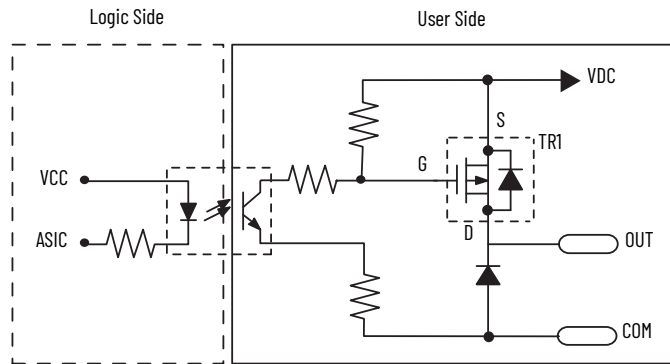 Logic Side
User Side
VDC
S
TR1
G
VCC
ASIC
D
OUT
COM